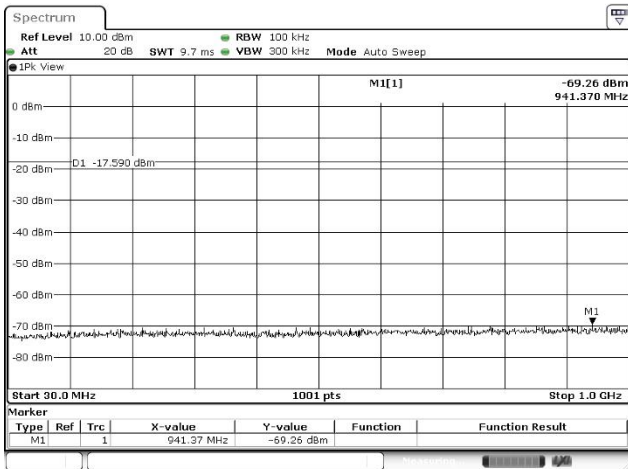 Spectrum
Ref Level 10.00 dBm RBW 100 kHz
Att 20 dB SWT 9.7 ms VBW 300 kHz Mode Auto Sweep
1Pk View
M1[1] -69.26 dBm
941.370 MHz
0 dBm
-10 dBm
D1 -17.590 dBm
-20 dBm
-30 dBm
-40 dBm
-50 dBm
-60 dBm
M1
-70 dBm
-80 dBm
Start 30.0 MHz 1001 pts Stop 1.0 GHz
Marker
Type Ref Trc X-value Y-value Function Function Result
M1 1 941.37 MHz -69.26 dBm